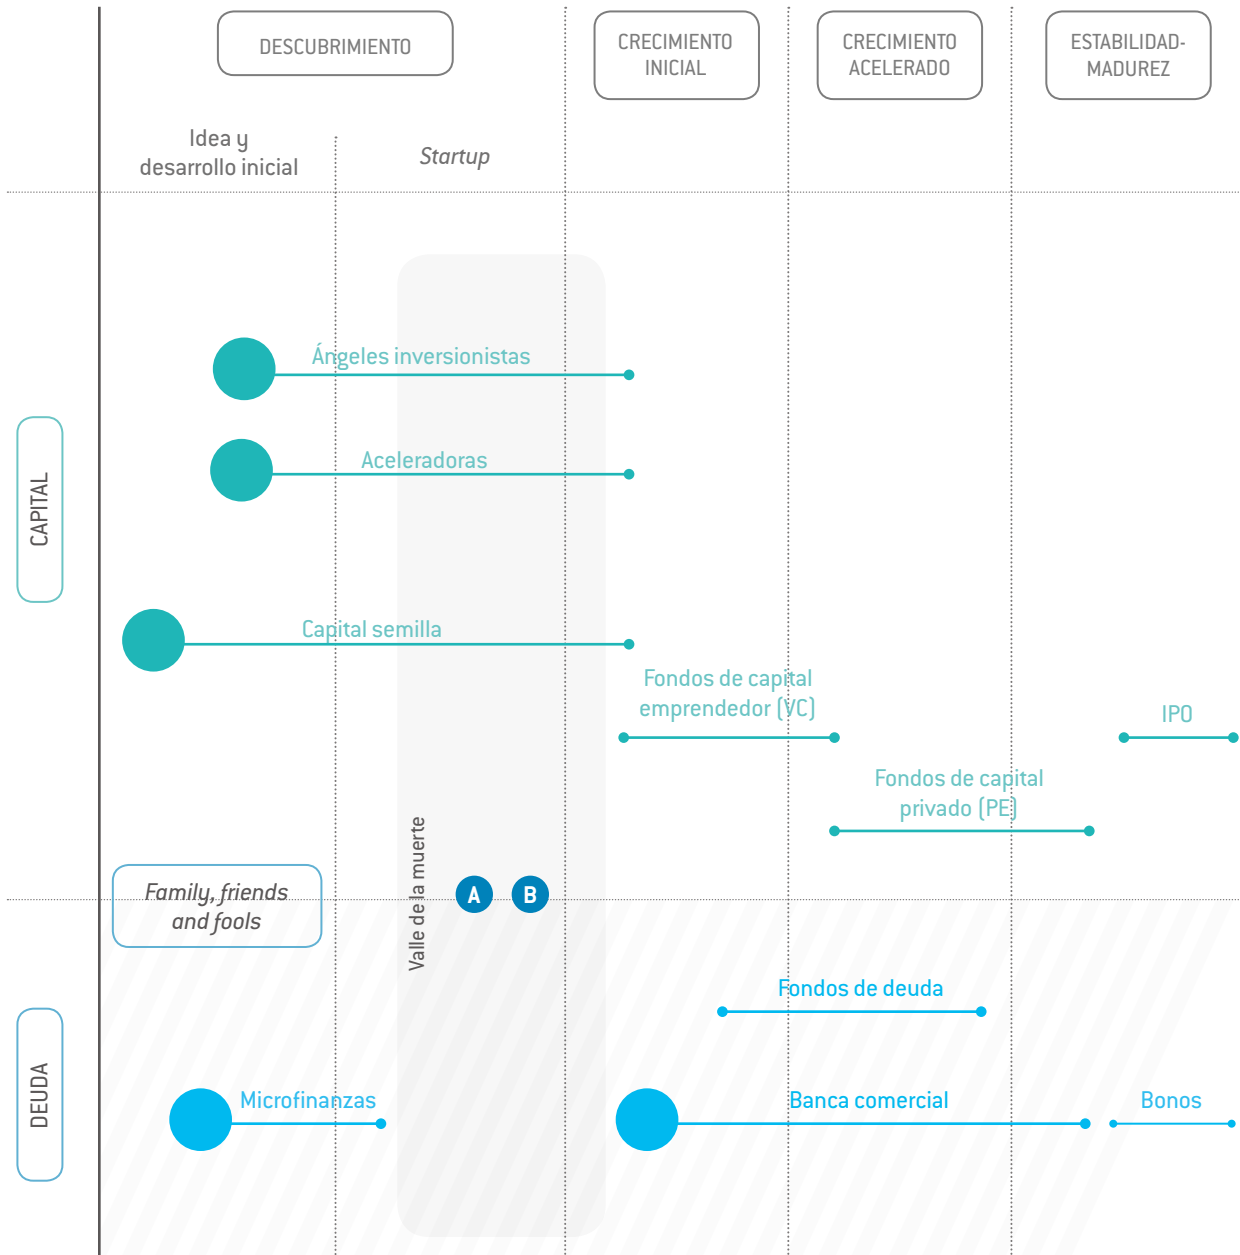 DESCUBRIMIENTO
CRECIMIENTO
INICIAL
CRECIMIENTO
ACELERADO
ESTABILIDAD-
MADUREZ
Idea y
desarrollo inicial
Startup
CAPITAL
Ángeles inversionistas
Aceleradoras
Capital semilla
Fondos de capital
emprendedor (VC)
IPO
Fondos de capital
privado (PE)
Valle de la muerte
A
B
Family, friends
and fools
DEUDA
Fondos de deuda
Microfinanzas
Banca comercial
Bonos